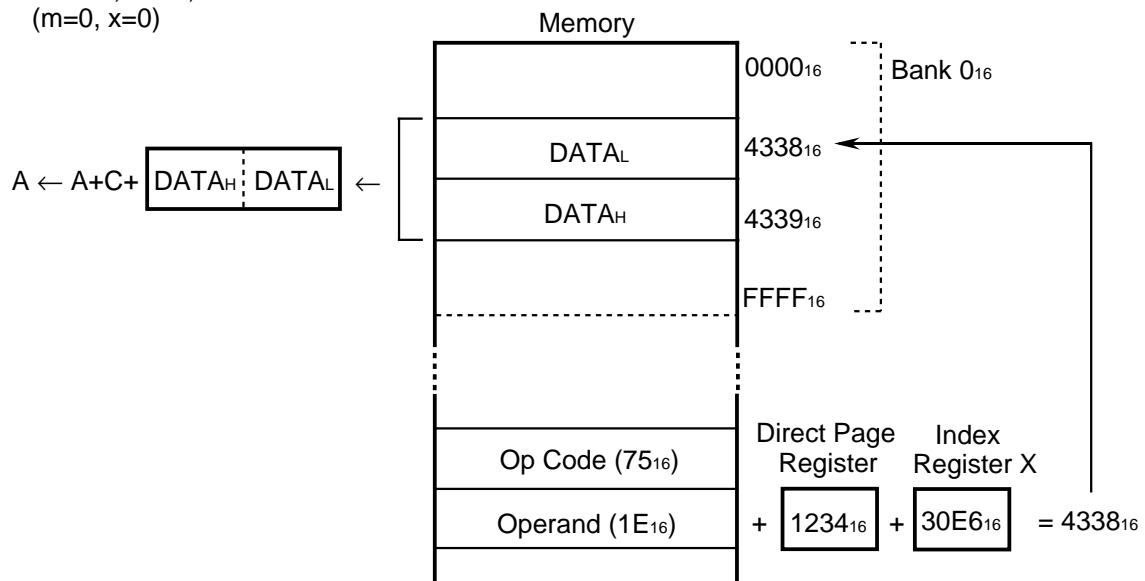 (m=0, x=0)
Memory
0000₁₆
Bank 0₁₆
DATAL
4338₁₆
A ← A+C+ DATAH DATAL ←
DATAH
4339₁₆
FFFF₁₆
Op Code (75₁₆)
Direct Page
Register
Index
Register X
Operand (1E₁₆) + 1234₁₆ + 30E6₁₆ = 4338₁₆